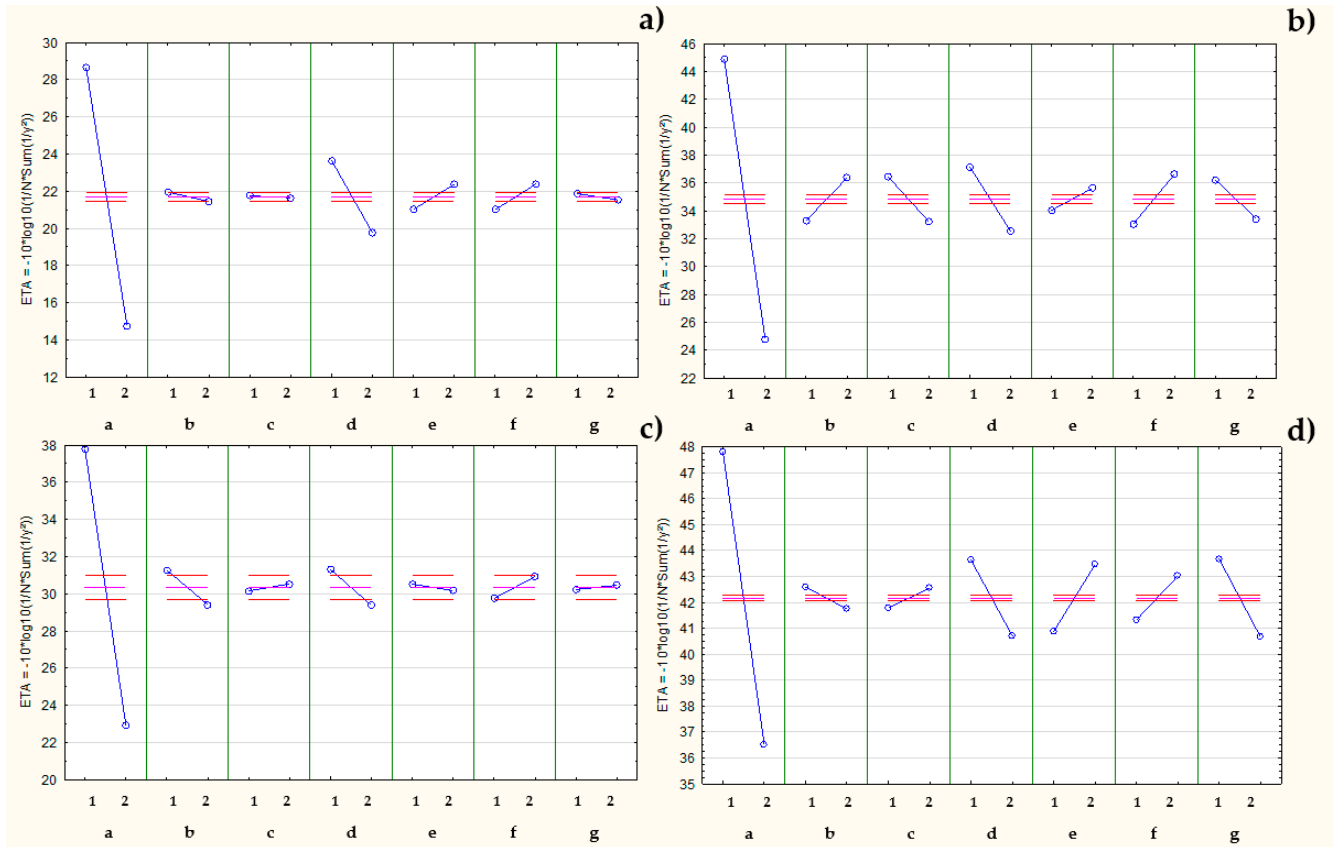 a)
ETA = -10*log10(1/N*Sum(1/y²))
30
28
26
24
22
20
18
16
14
12
1 2 1 2 1 2 1 2 1 2 1 2 1 2
a b c d e f g
b)
ETA = -10*log10(1/N*Sum(1/y²))
46
44
42
40
38
36
34
32
30
28
26
24
22
1 2 1 2 1 2 1 2 1 2 1 2 1 2
a b c d e f g
c)
ETA = -10*log10(1/N*Sum(1/y²))
38
36
34
32
30
28
26
24
22
20
1 2 1 2 1 2 1 2 1 2 1 2 1 2
a b c d e f g
d)
ETA = -10*log10(1/N*Sum(1/y²))
48
47
46
45
44
43
42
41
40
39
38
37
36
35
1 2 1 2 1 2 1 2 1 2 1 2 1 2
a b c d e f g